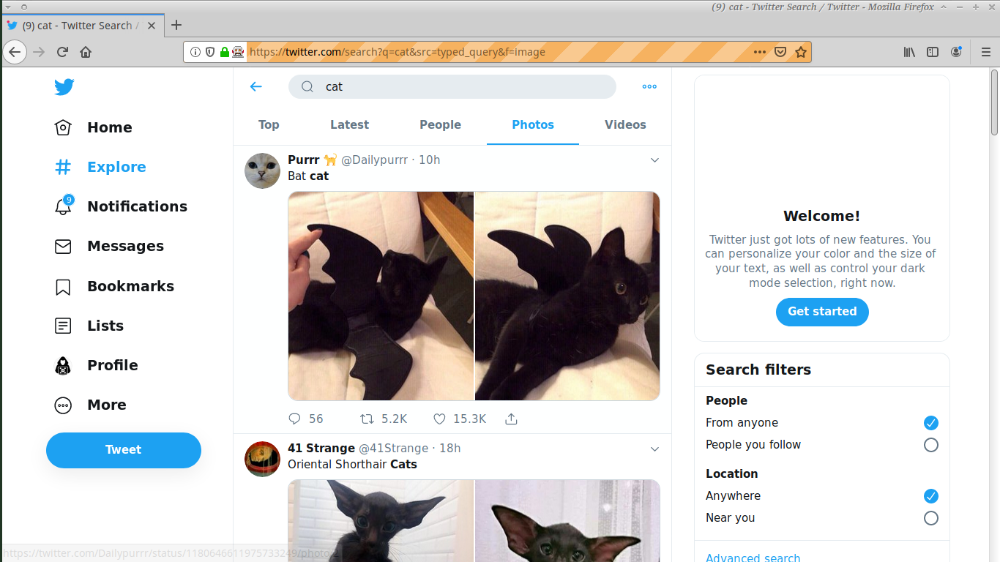 (9) cat - Twitter Search / Twitter - Mozilla Firefox
(9) cat - Twitter Search /
https://twitter.com/search?q=cat&src=typed_query&f=image
cat
Top Latest People Photos Videos
Home
Explore
9
Notifications
Messages
Bookmarks
Lists
Profile
More
Tweet
Purrr 🐈 @Dailypurrr · 10h
Bat cat
56 5.2K 15.3K
41 Strange @41Strange · 18h
Oriental Shorthair Cats
Welcome!
Twitter just got lots of new features. You
can personalize your color and the size of
your text, as well as control your dark
mode selection, right now.
Get started
Search filters
People
From anyone
People you follow
Location
Anywhere
Near you
Advanced search
https://twitter.com/Dailypurrr/status/1180646611975733249/photo/2